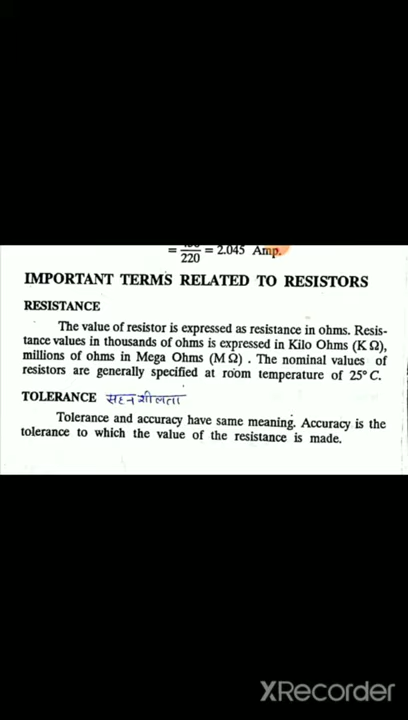 = 220 = 2.045 Amp.
IMPORTANT TERMS RELATED TO RESISTORS
RESISTANCE
The value of resistor is expressed as resistance in ohms. Resis-
tance values in thousands of ohms is expressed in Kilo Ohms (K Ω),
millions of ohms in Mega Ohms (M Ω) . The nominal values of
resistors are generally specified at room temperature of 25° C.
TOLERANCE सहनशीलता
Tolerance and accuracy have same meaning. Accuracy is the
tolerance to which the value of the resistance is made.
XRecorder